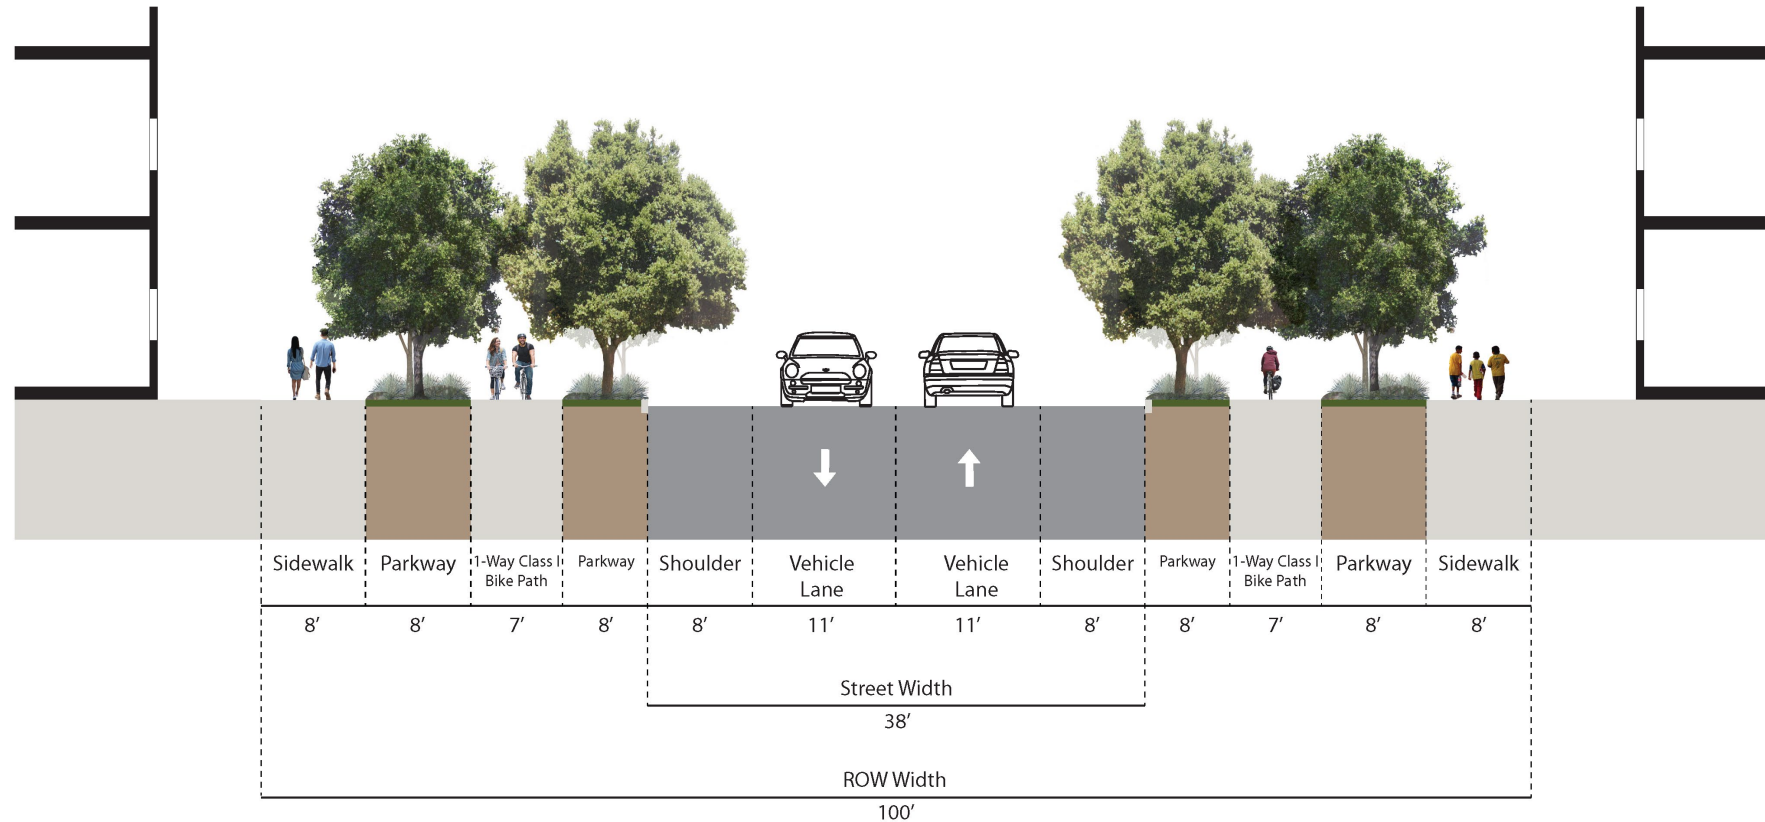 Sidewalk Parkway 1-Way Class I Parkway Shoulder Vehicle Vehicle Shoulder Parkway 1-Way Class I Parkway Sidewalk
Bike Path Lane Lane Bike Path
8’ 8’ 7’ 8’ 8’ 11’ 11’ 8’ 8’ 7’ 8’ 8’
Street Width
38’
ROW Width
100’